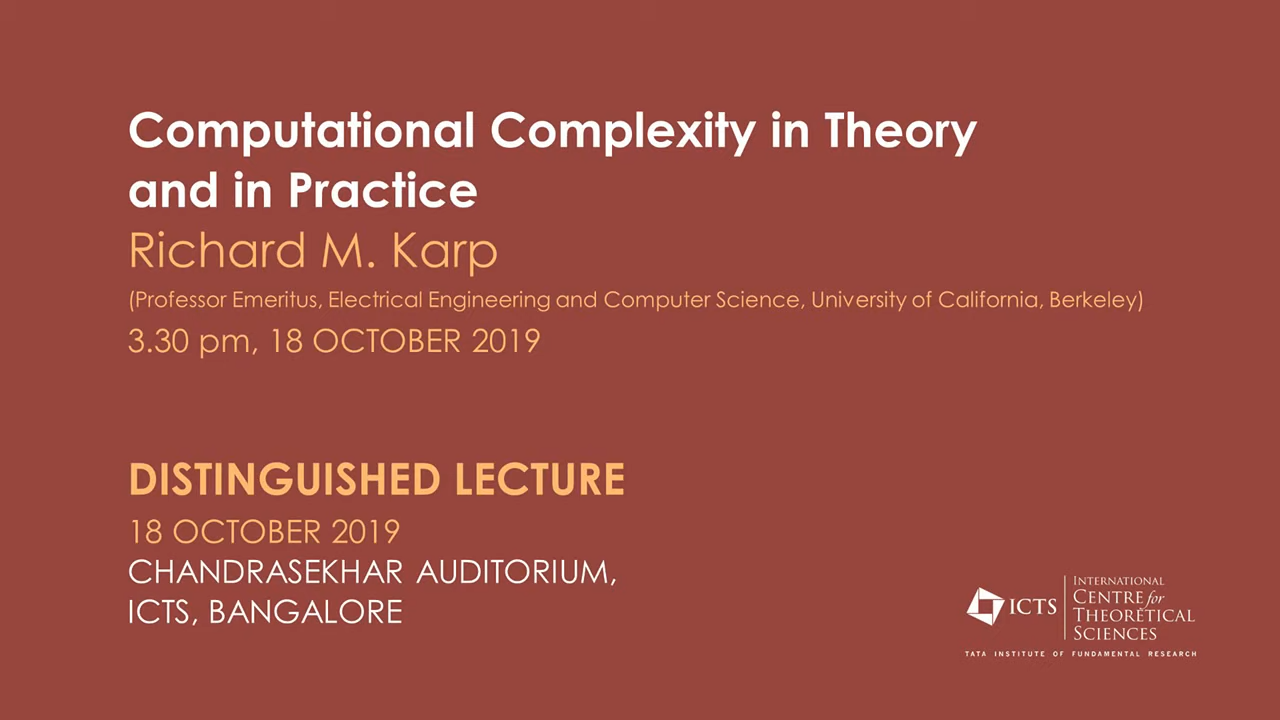 Computational Complexity in Theory
and in Practice
Richard M. Karp
(Professor Emeritus, Electrical Engineering and Computer Science, University of California, Berkeley)
3.30 pm, 18 OCTOBER 2019
DISTINGUISHED LECTURE
18 OCTOBER 2019
CHANDRASEKHAR AUDITORIUM,
ICTS, BANGALORE
ICTS
INTERNATIONAL
CENTRE for
THEORETICAL
SCIENCES
TATA INSTITUTE OF FUNDAMENTAL RESEARCH